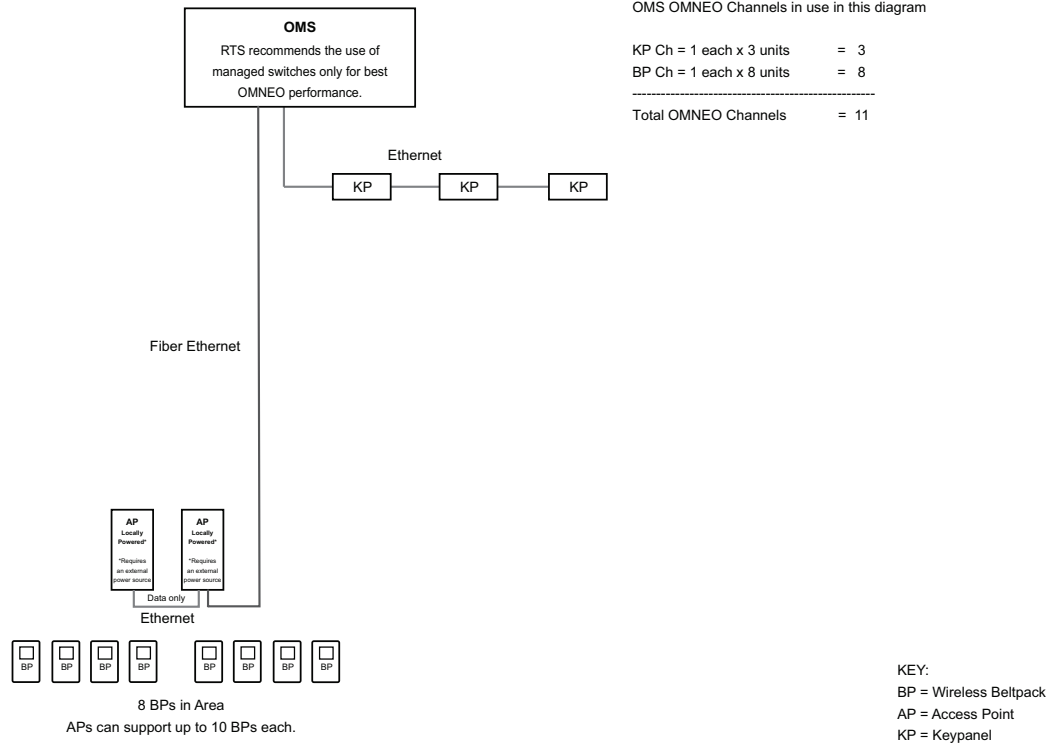 OMS OMNEO Channels in use in this diagram
KP Ch = 1 each x 3 units = 3
BP Ch = 1 each x 8 units = 8
---------------------------------------------------
Total OMNEO Channels = 11
OMS
RTS recommends the use of
managed switches only for best
OMNEO performance.
Ethernet
KP
KP
KP
Fiber Ethernet
AP
Locally
Powered*
*Requires
an external
power source
AP
Locally
Powered*
*Requires
an external
power source
Data only
Ethernet
BP
BP
BP
BP
BP
BP
BP
BP
8 BPs in Area
APs can support up to 10 BPs each.
KEY:
BP = Wireless Beltpack
AP = Access Point
KP = Keypanel